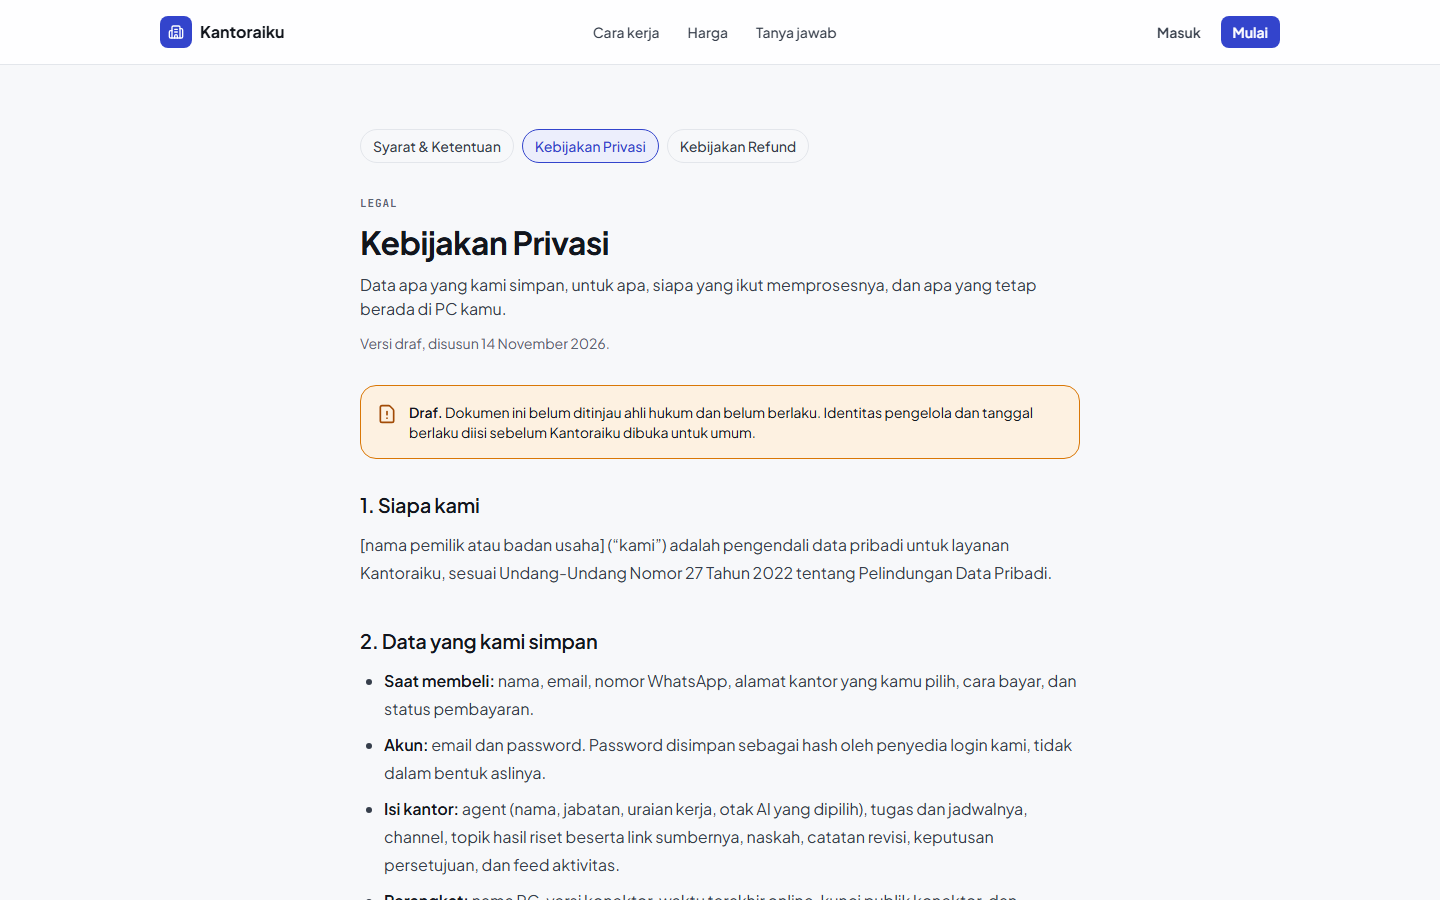 Kantoraiku
Cara kerja
Harga
Tanya jawab
Masuk
Mulai
Syarat & Ketentuan
Kebijakan Privasi
Kebijakan Refund
LEGAL
Kebijakan Privasi
Data apa yang kami simpan, untuk apa, siapa yang ikut memprosesnya, dan apa yang tetap
berada di PC kamu.
Versi draf, disusun 14 November 2026.
Draf. Dokumen ini belum ditinjau ahli hukum dan belum berlaku. Identitas pengelola dan tanggal
berlaku diisi sebelum Kantoraiku dibuka untuk umum.
1. Siapa kami
[nama pemilik atau badan usaha] (“kami”) adalah pengendali data pribadi untuk layanan
Kantoraiku, sesuai Undang-Undang Nomor 27 Tahun 2022 tentang Pelindungan Data Pribadi.
2. Data yang kami simpan
• Saat membeli: nama, email, nomor WhatsApp, alamat kantor yang kamu pilih, cara bayar, dan
status pembayaran.
• Akun: email dan password. Password disimpan sebagai hash oleh penyedia login kami, tidak
dalam bentuk aslinya.
• Isi kantor: agent (nama, jabatan, uraian kerja, otak AI yang dipilih), tugas dan jadwalnya,
channel, topik hasil riset beserta link sumbernya, naskah, catatan revisi, keputusan
persetujuan, dan feed aktivitas.